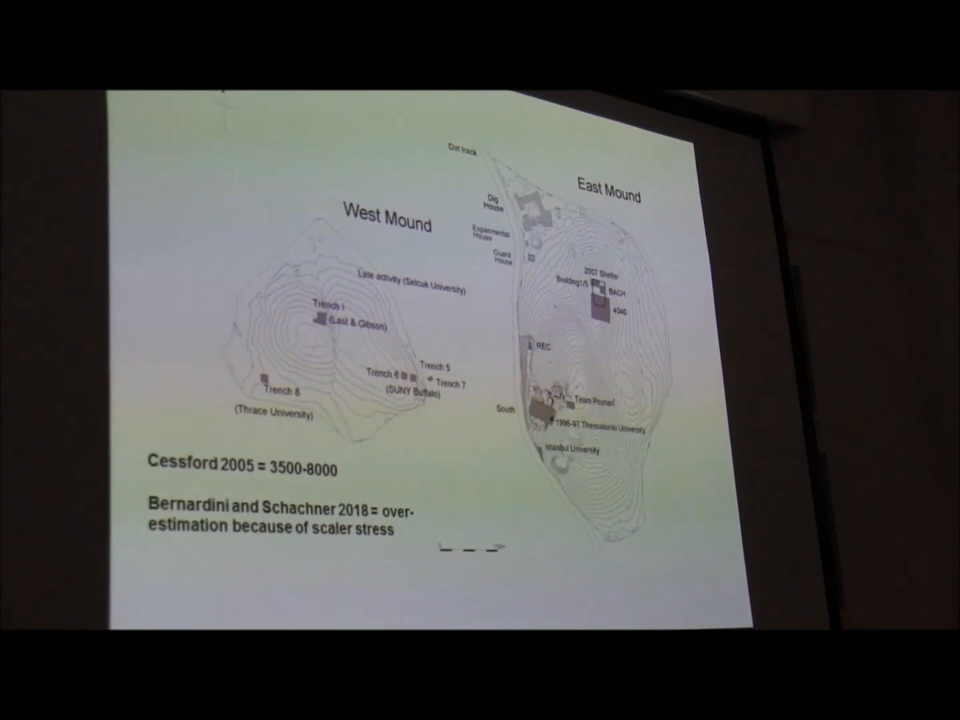 Dirt track
East Mound
Dig
House
West Mound
Experimental
House
Guard
House
2007 Shelter
Building1/5
BACH
4040
Late activity (Selcuk University)
Trench I
(Last & Gibson)
REC
Trench 5
Trench 6
Trench 7
(SUNY Buffalo)
Trench 8
(Thrace University)
Team Poznań
South
1996-97 Thessaloniki University
Istanbul University
Cessford 2005 = 3500-8000
Bernardini and Schachner 2018 = over-
estimation because of scaler stress